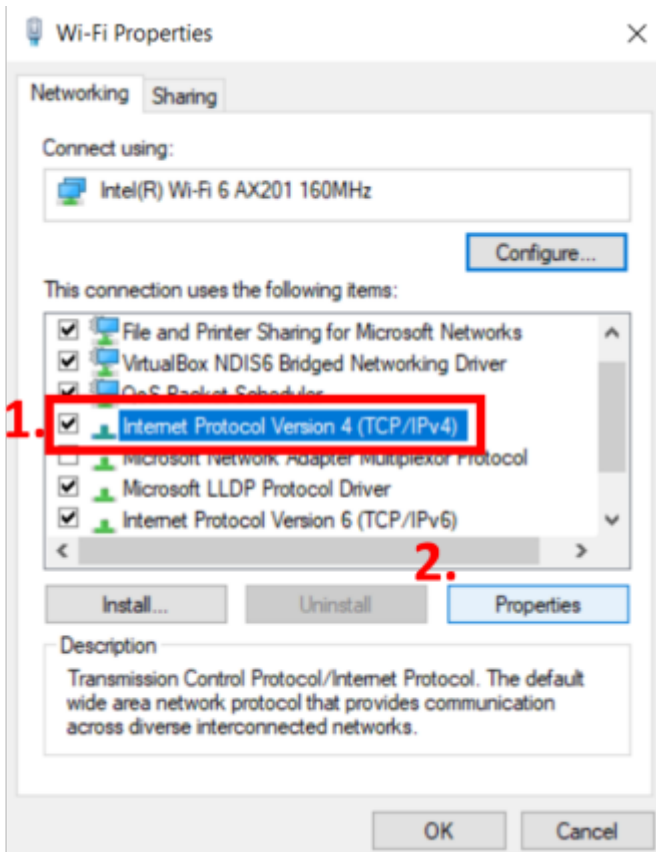 Wi-Fi Properties
Networking
Sharing
Connect using:
Intel(R) Wi-Fi 6 AX201 160MHz
Configure...
This connection uses the following items:
File and Printer Sharing for Microsoft Networks
VirtualBox NDIS6 Bridged Networking Driver
QoS Packet Scheduler
1. Internet Protocol Version 4 (TCP/IPv4)
Microsoft Network Adapter Multiplexor Protocol
Microsoft LLDP Protocol Driver
Internet Protocol Version 6 (TCP/IPv6)
2.
Install... Uninstall Properties
Description
Transmission Control Protocol/Internet Protocol. The default
wide area network protocol that provides communication
across diverse interconnected networks.
OK Cancel